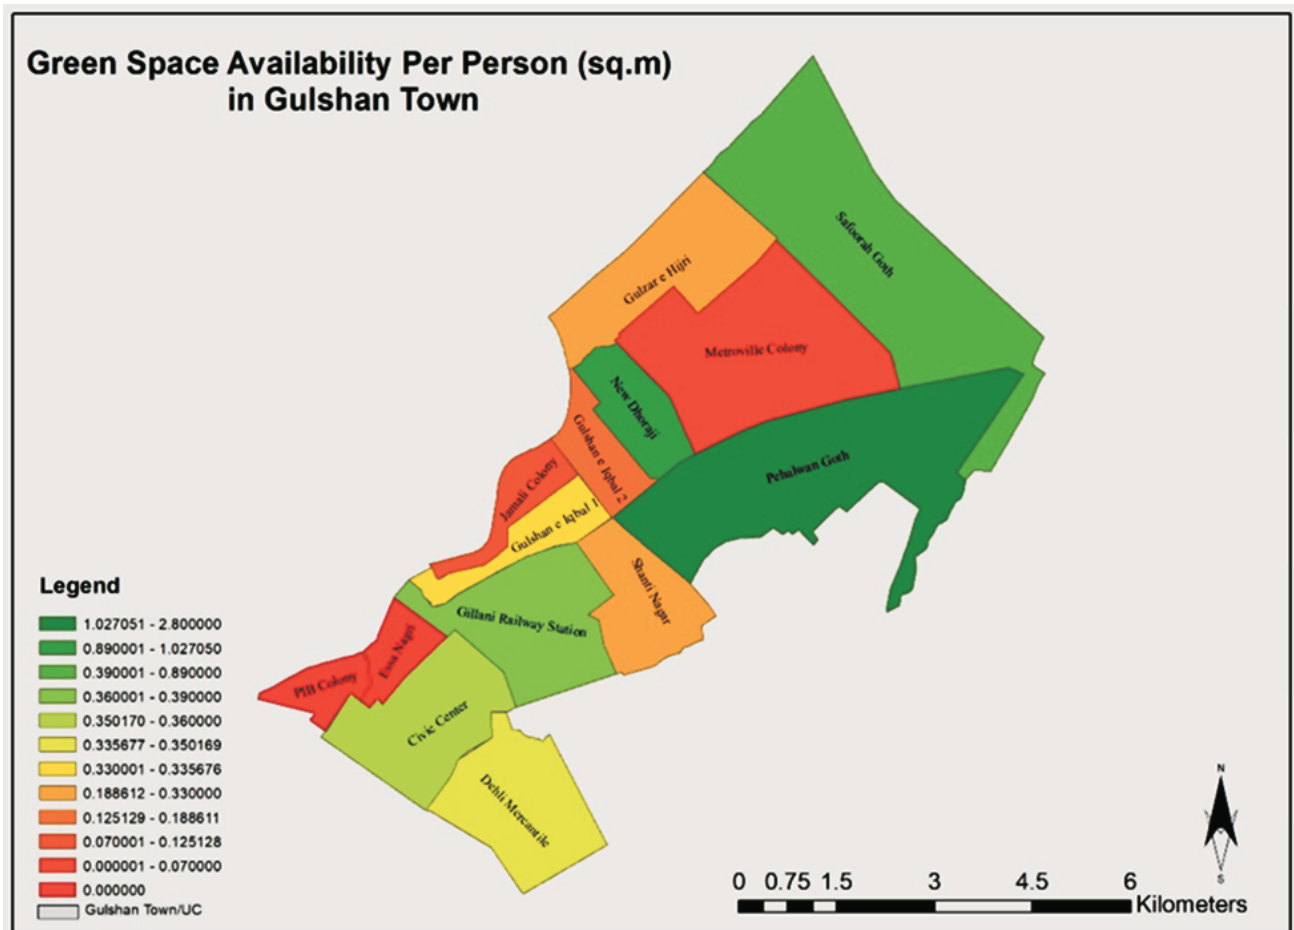 Green Space Availability Per Person (sq.m)
in Gulshan Town
Safoorah Goth
Gulzar e Hijri
Metroville Colony
New Dhoraji
Gulshan e Iqbal 2
Pehalwan Goth
Jamali Colony
Gulshan e Iqbal 1
Shanti Nagar
Gillani Railway Station
Essa Nagri
PIB Colony
Civic Center
Dehli Mercantile
Legend
1.027051 - 2.800000
0.890001 - 1.027050
0.390001 - 0.890000
0.360001 - 0.390000
0.350170 - 0.360000
0.335677 - 0.350169
0.330001 - 0.335676
0.188612 - 0.330000
0.125129 - 0.188611
0.070001 - 0.125128
0.000001 - 0.070000
0.000000
Gulshan Town/UC
N
S
0 0.75 1.5 3 4.5 6
Kilometers